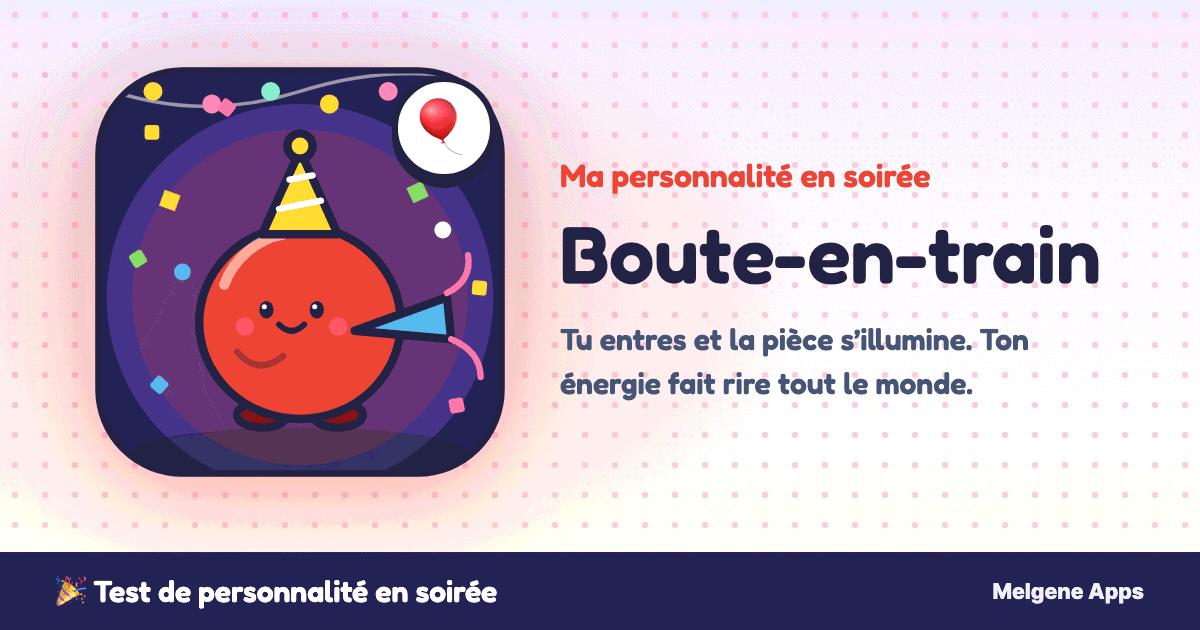 Ma personnalité en soirée
Boute-en-train
Tu entres et la pièce s’illumine. Ton
énergie fait rire tout le monde.
Test de personnalité en soirée
Melgene Apps